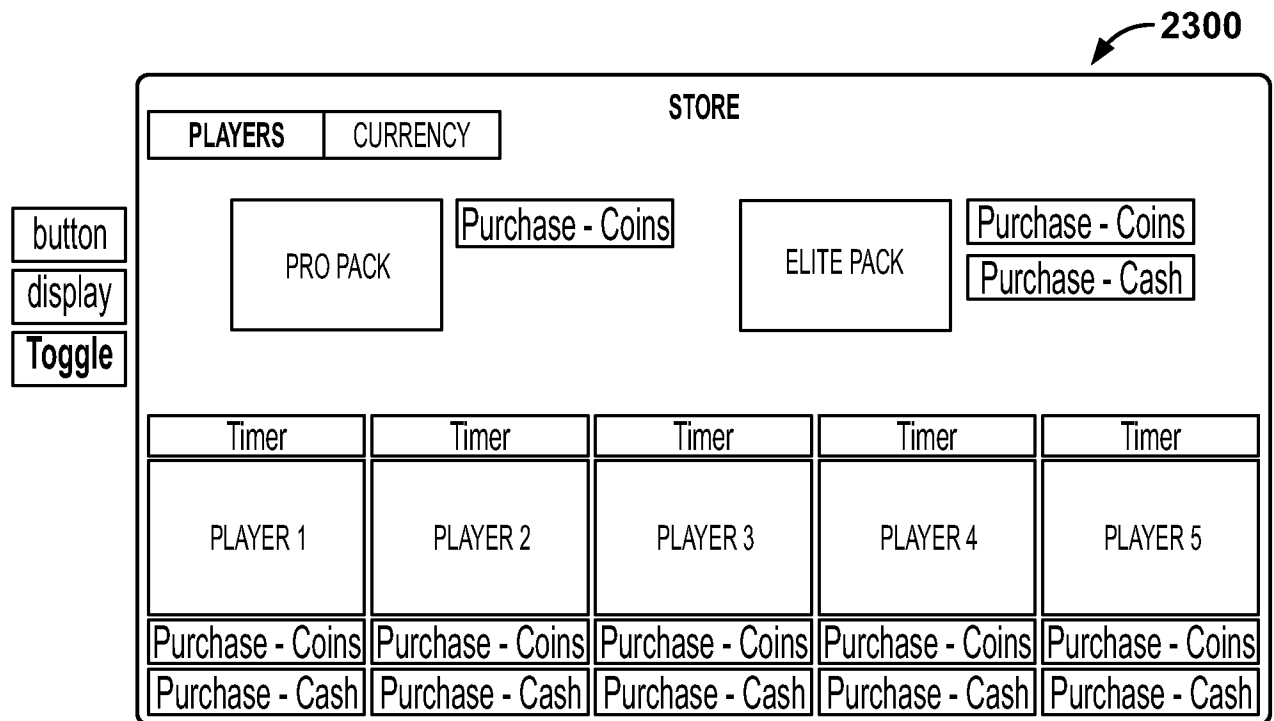 2300
STORE
PLAYERS CURRENCY
button
display
Toggle
PRO PACK
Purchase - Coins
ELITE PACK
Purchase - Coins
Purchase - Cash
Timer Timer Timer Timer Timer
PLAYER 1 PLAYER 2 PLAYER 3 PLAYER 4 PLAYER 5
Purchase - Coins Purchase - Coins Purchase - Coins Purchase - Coins Purchase - Coins
Purchase - Cash Purchase - Cash Purchase - Cash Purchase - Cash Purchase - Cash